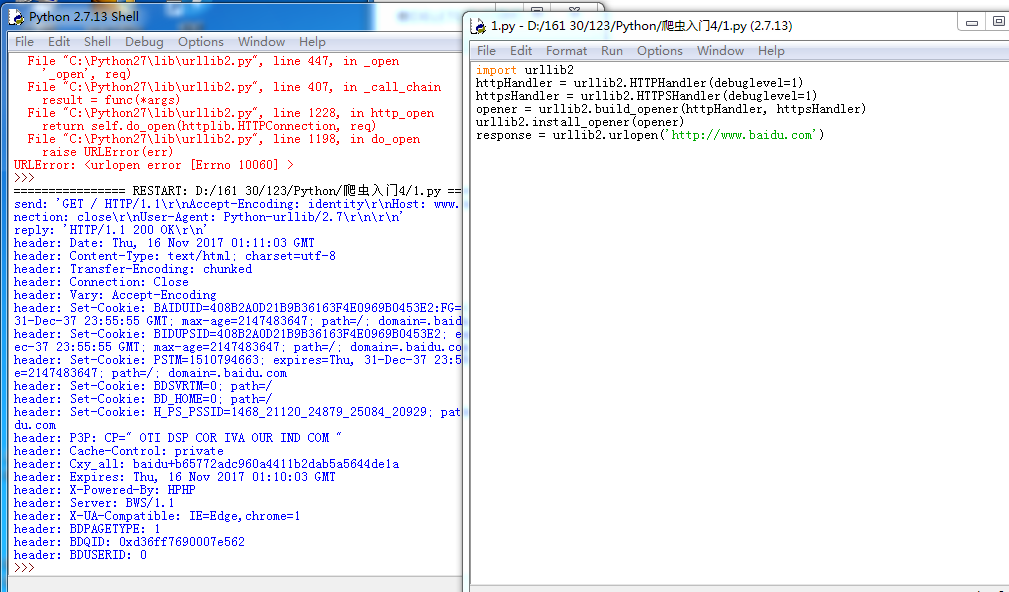 Python 2.7.13 Shell
File Edit Shell Debug Options Window Help
File "C:\Python27\lib\urllib2.py", line 447, in _open
'_open', req)
File "C:\Python27\lib\urllib2.py", line 407, in _call_chain
result = func(*args)
File "C:\Python27\lib\urllib2.py", line 1228, in http_open
return self.do_open(httplib.HTTPConnection, req)
File "C:\Python27\lib\urllib2.py", line 1198, in do_open
raise URLError(err)
URLError: <urlopen error [Errno 10060] >
>>>
================ RESTART: D:/161 30/123/Python/爬虫入门4/1.py ==
send: 'GET / HTTP/1.1\r\nAccept-Encoding: identity\r\nHost: www.
nection: close\r\nUser-Agent: Python-urllib/2.7\r\n\r\n'
reply: 'HTTP/1.1 200 OK\r\n'
header: Date: Thu, 16 Nov 2017 01:11:03 GMT
header: Content-Type: text/html; charset=utf-8
header: Transfer-Encoding: chunked
header: Connection: Close
header: Vary: Accept-Encoding
header: Set-Cookie: BAIDUID=408B2A0D21B9B36163F4E0969B0453E2:FG=
31-Dec-37 23:55:55 GMT; max-age=2147483647; path=/; domain=.baid
header: Set-Cookie: BIDUPSID=408B2A0D21B9B36163F4E0969B0453E2; e
ec-37 23:55:55 GMT; max-age=2147483647; path=/; domain=.baidu.co
header: Set-Cookie: PSTM=1510794663; expires=Thu, 31-Dec-37 23:5
e=2147483647; path=/; domain=.baidu.com
header: Set-Cookie: BDSVRTM=0; path=/
header: Set-Cookie: BD_HOME=0; path=/
header: Set-Cookie: H_PS_PSSID=1468_21120_24879_25084_20929; pat
du.com
header: P3P: CP=" OTI DSP COR IVA OUR IND COM "
header: Cache-Control: private
header: Cxy_all: baidu+b65772adc960a4411b2dab5a5644de1a
header: Expires: Thu, 16 Nov 2017 01:10:03 GMT
header: X-Powered-By: HPHP
header: Server: BWS/1.1
header: X-UA-Compatible: IE=Edge,chrome=1
header: BDPAGETYPE: 1
header: BDQID: 0xd36ff7690007e562
header: BDUSERID: 0
>>>
1.py - D:/161 30/123/Python/爬虫入门4/1.py (2.7.13)
File Edit Format Run Options Window Help
import urllib2
httpHandler = urllib2.HTTPHandler(debuglevel=1)
httpsHandler = urllib2.HTTPSHandler(debuglevel=1)
opener = urllib2.build_opener(httpHandler, httpsHandler)
urllib2.install_opener(opener)
response = urllib2.urlopen('http://www.baidu.com')